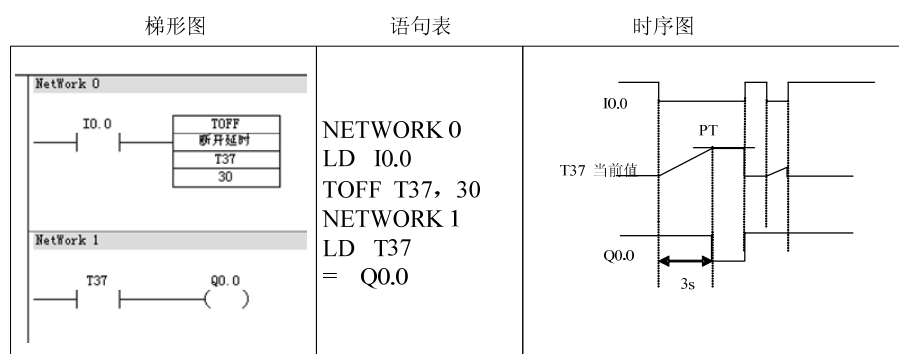 梯形图
语句表
时序图
NetWork 0
I0.0
TOFF
断开延时
T37
30
NetWork 1
T37
Q0.0
NETWORK 0
LD I0.0
TOFF T37，30
NETWORK 1
LD T37
= Q0.0
I0.0
PT
T37 当前值
Q0.0
3s